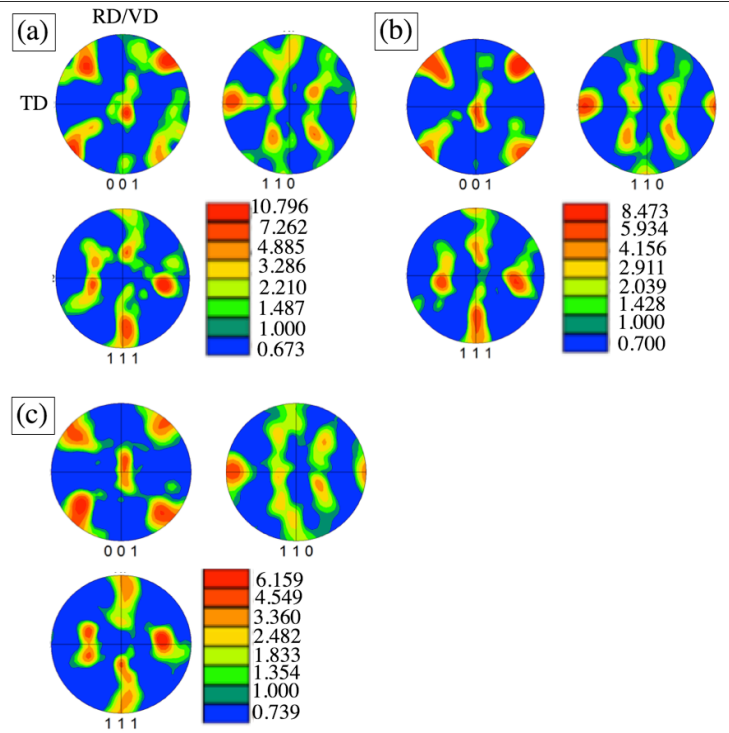 (a)
RD/VD
TD
0 0 1
1 1 0
1 1 1
10.796
7.262
4.885
3.286
2.210
1.487
1.000
0.673
(b)
0 0 1
1 1 0
1 1 1
8.473
5.934
4.156
2.911
2.039
1.428
1.000
0.700
(c)
0 0 1
1 1 0
1 1 1
6.159
4.549
3.360
2.482
1.833
1.354
1.000
0.739